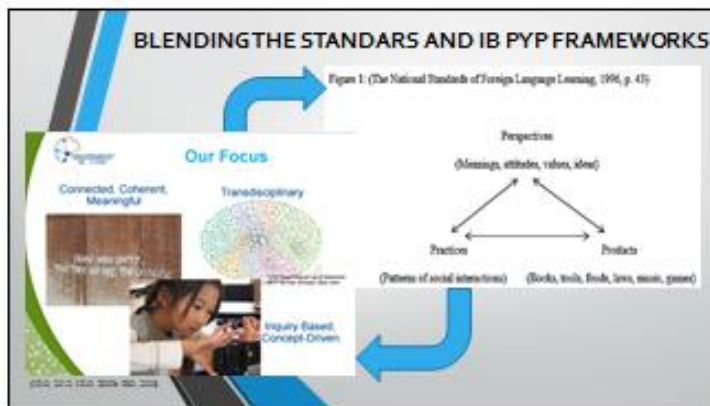 BLENDING THE STANDARS AND IB PYP FRAMEWORKS
Figure 1: (The National Standards of Foreign Language Learning, 1996, p. 43)
Perspectives
(Meanings, attitudes, values, ideas)
Practices
Products
(Patterns of social interactions)
(Books, tools, foods, laws, music, games)
Our Focus
Connected, Coherent,
Meaningful
Transdisciplinary
Inquiry Based,
Concept-Driven